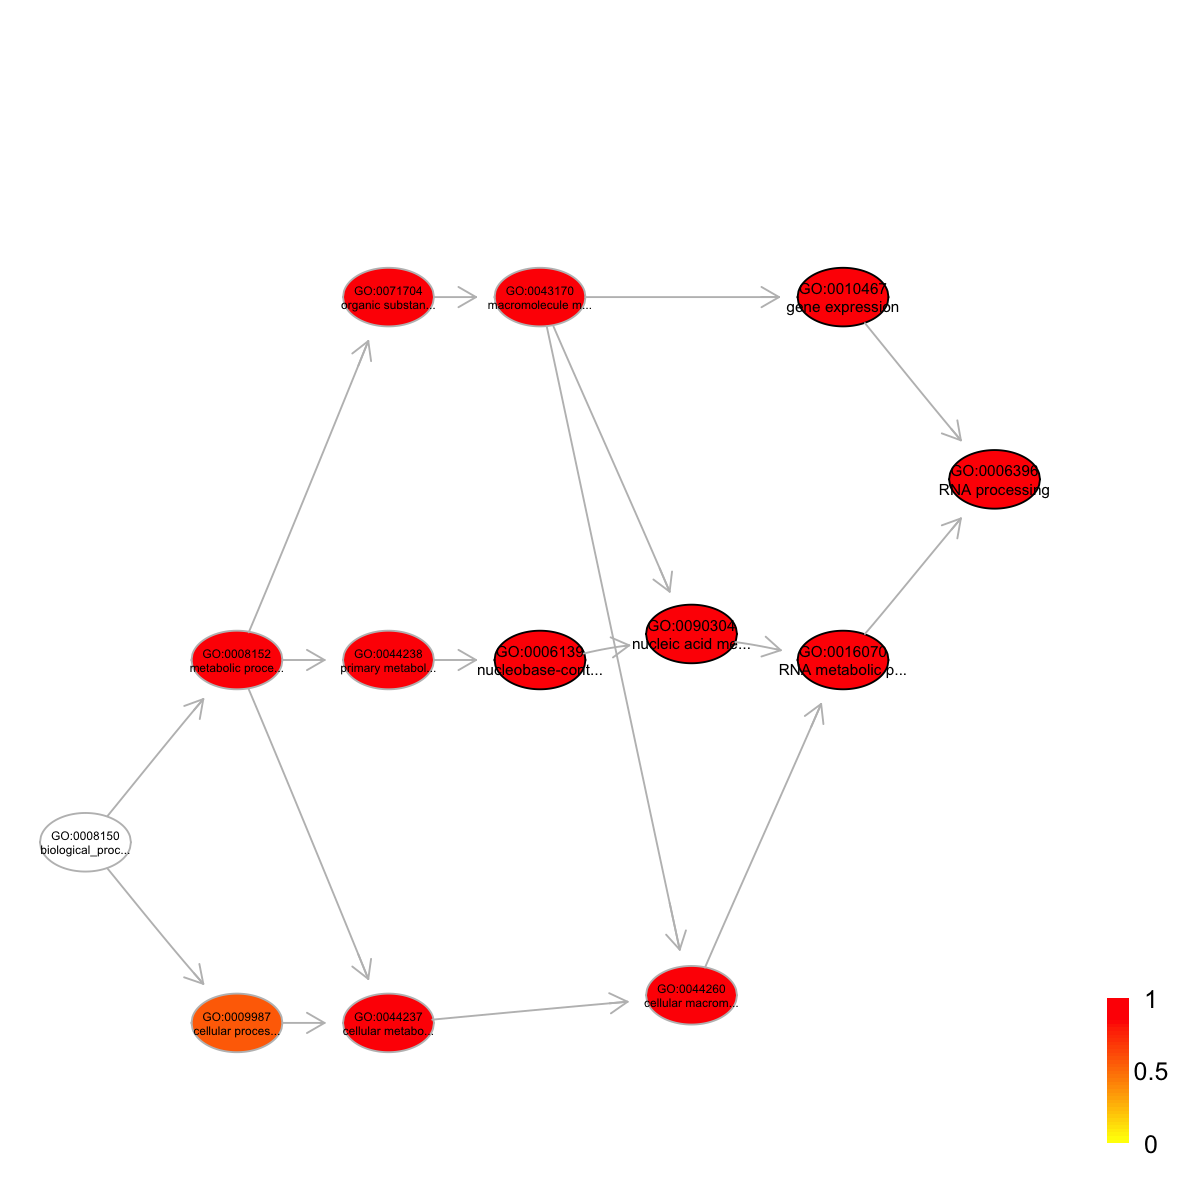 GO:0071704
organic substan...
GO:0043170
macromolecule m...
GO:0010467
gene expression
GO:0006396
RNA processing
GO:0090304
nucleic acid me...
GO:0008152
metabolic proce...
GO:0044238
primary metabol...
GO:0006139
nucleobase-cont...
GO:0016070
RNA metabolic p...
GO:0008150
biological_proc...
GO:0044260
cellular macrom...
GO:0009987
cellular proces...
GO:0044237
cellular metabo...
1
0.5
0